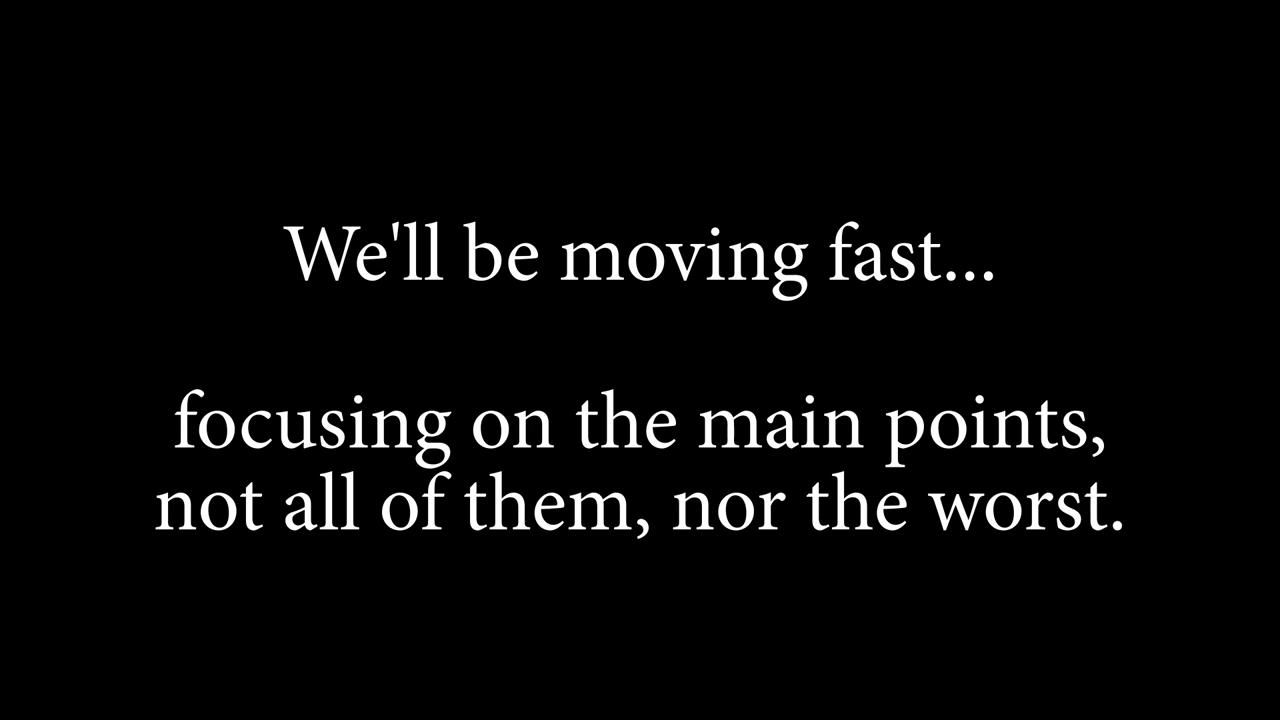 We'll be moving fast...
focusing on the main points,
not all of them, nor the worst.